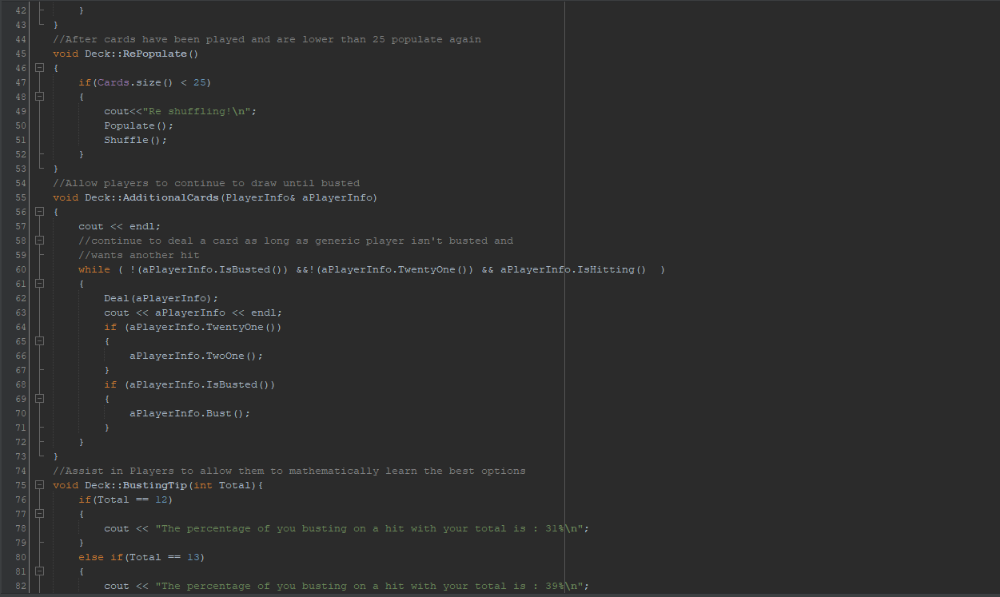 42 }
43 }
44 //After cards have been played and are lower than 25 populate again
45 void Deck::RePopulate()
46 {
47 if(Cards.size() < 25)
48 {
49 cout<<"Re shuffling!\n";
50 Populate();
51 Shuffle();
52 }
53 }
54 //Allow players to continue to draw until busted
55 void Deck::AdditionalCards(PlayerInfo& aPlayerInfo)
56 {
57 cout << endl;
58 //continue to deal a card as long as generic player isn't busted and
59 //wants another hit
60 while ( !(aPlayerInfo.IsBusted()) &&!(aPlayerInfo.TwentyOne()) && aPlayerInfo.IsHitting()  )
61 {
62 Deal(aPlayerInfo);
63 cout << aPlayerInfo << endl;
64 if (aPlayerInfo.TwentyOne())
65 {
66 aPlayerInfo.TwoOne();
67 }
68 if (aPlayerInfo.IsBusted())
69 {
70 aPlayerInfo.Bust();
71 }
72 }
73 }
74 //Assist in Players to allow them to mathematically learn the best options
75 void Deck::BustingTip(int Total){
76 if(Total == 12)
77 {
78 cout << "The percentage of you busting on a hit with your total is : 31%\n";
79 }
80 else if(Total == 13)
81 {
82 cout << "The percentage of you busting on a hit with your total is : 39%\n";